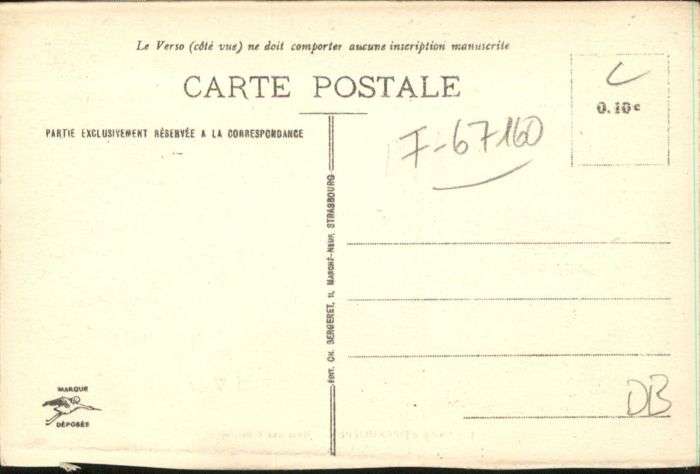 Le Verso (côté vue) ne doit comporter aucune inscription manuscrite
CARTE POSTALE
PARTIE EXCLUSIVEMENT RÉSERVÉE A LA CORRESPONDANCE
F-67160
0.10c
Edit. CH. BERGERET, 11, MARCHÉ-NEUF, STRASBOURG
MARQUE
DÉPOSÉE
DB